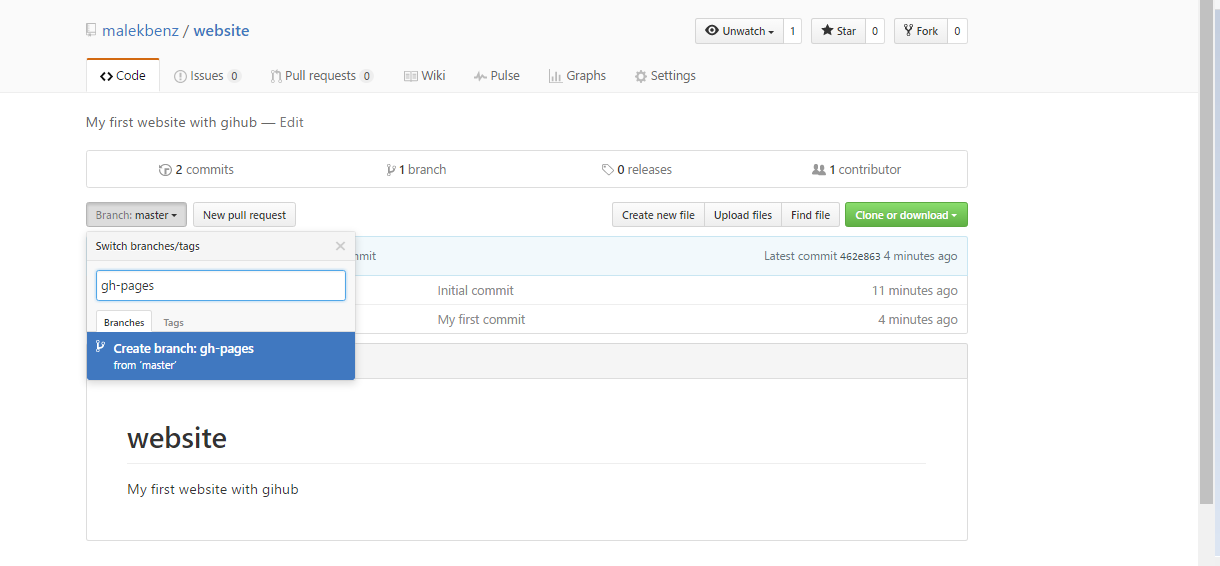 malekbenz / website
Unwatch 1 Star 0 Fork 0
Code Issues 0 Pull requests 0 Wiki Pulse Graphs Settings
My first website with gihub — Edit
2 commits 1 branch 0 releases 1 contributor
Branch: master New pull request Create new file Upload files Find file Clone or download
Switch branches/tags
Latest commit 462e863 4 minutes ago
gh-pages
Initial commit 11 minutes ago
Branches Tags
My first commit 4 minutes ago
Create branch: gh-pages
from 'master'
website
My first website with gihub